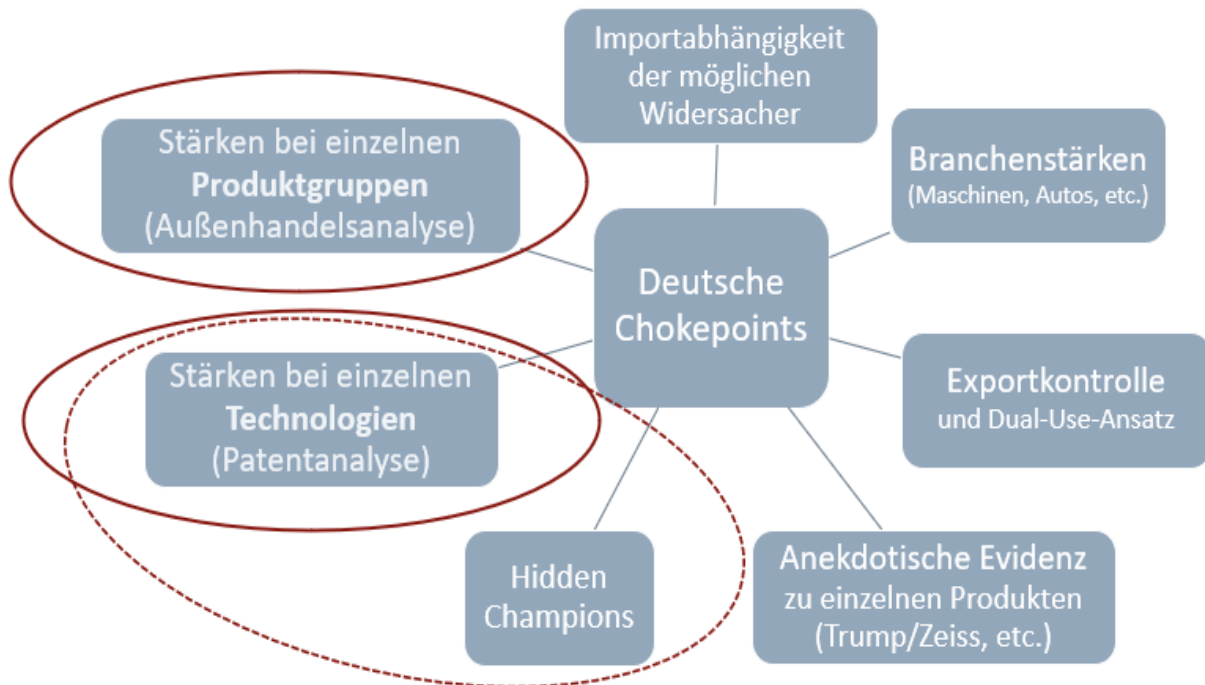 Importabhängigkeit
der möglichen
Widersacher
Stärken bei einzelnen
Produktgruppen
(Außenhandelsanalyse)
Branchenstärken
(Maschinen, Autos, etc.)
Deutsche
Chokepoints
Stärken bei einzelnen
Technologien
(Patentanalyse)
Exportkontrolle
und Dual-Use-Ansatz
Hidden
Champions
Anekdotische Evidenz
zu einzelnen Produkten
(Trump/Zeiss, etc.)